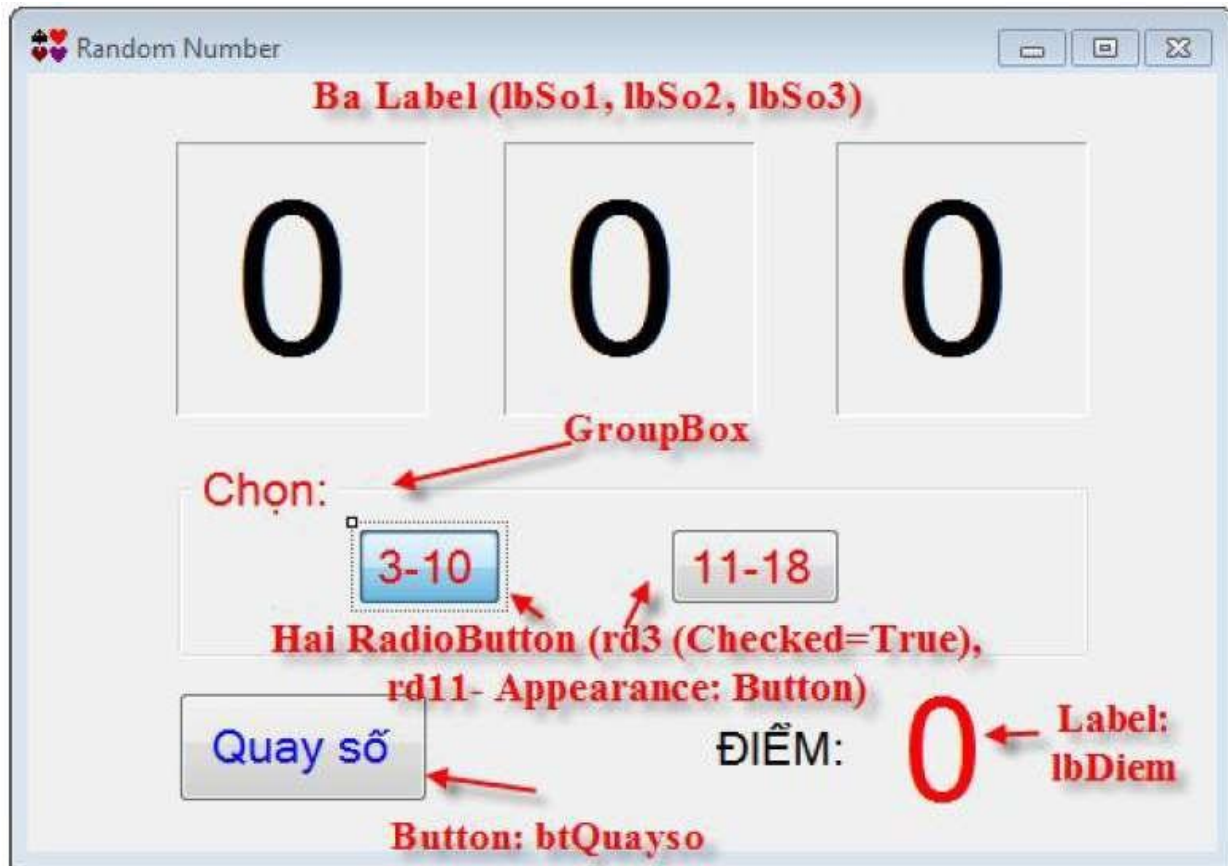 Random Number
Ba Label (lbSo1, lbSo2, lbSo3)
0 0 0
GroupBox
Chọn:
3-10 11-18
Hai RadioButton (rd3 (Checked=True),
rd11- Appearance: Button)
Quay số
ĐIỂM:
0
Label:
lbDiem
Button: btQuayso